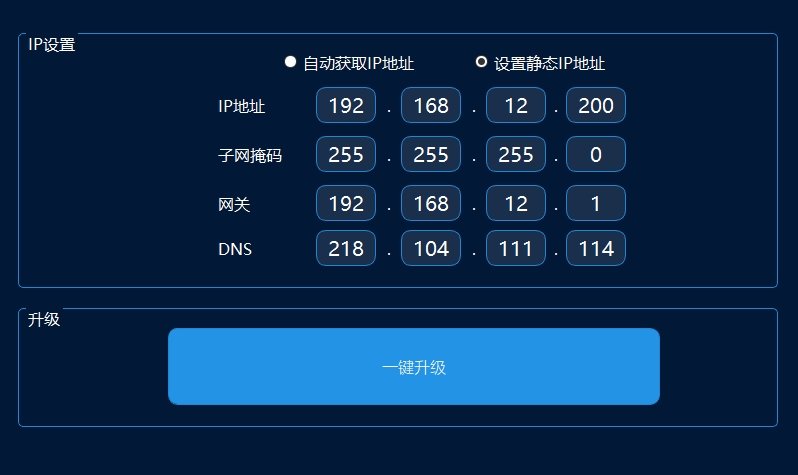 IP设置
自动获取IP地址 设置静态IP地址
IP地址 192 . 168 . 12 . 200
子网掩码 255 . 255 . 255 . 0
网关 192 . 168 . 12 . 1
DNS 218 . 104 . 111 . 114
升级
一键升级